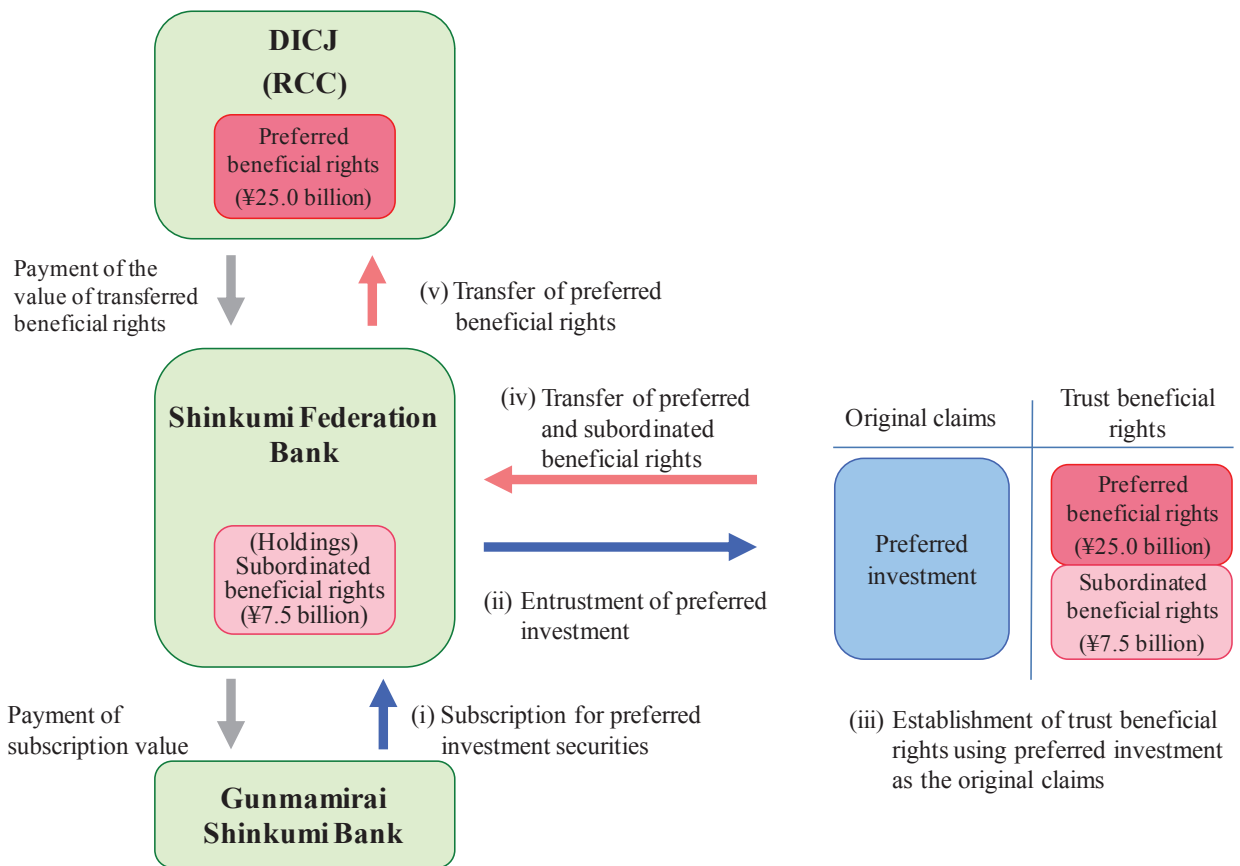 DICJ
(RCC)
Preferred
beneficial rights
(¥25.0 billion)
Payment of the
value of transferred
beneficial rights
(v) Transfer of preferred
beneficial rights
Shinkumi Federation
Bank
(Holdings)
Subordinated
beneficial rights
(¥7.5 billion)
(iv) Transfer of preferred
and subordinated
beneficial rights
(ii) Entrustment of preferred
investment
Original claims
Trust beneficial
rights
Preferred
investment
Preferred
beneficial rights
(¥25.0 billion)
Subordinated
beneficial rights
(¥7.5 billion)
(iii) Establishment of trust beneficial
rights using preferred investment
as the original claims
Payment of
subscription value
(i) Subscription for preferred
investment securities
Gunmamirai
Shinkumi Bank